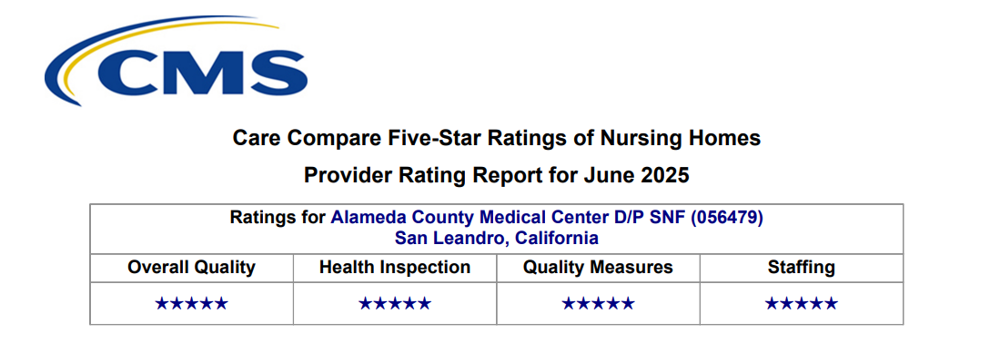 CMS
Care Compare Five-Star Ratings of Nursing Homes
Provider Rating Report for June 2025
Ratings for Alameda County Medical Center D/P SNF (056479)
San Leandro, California
Overall Quality Health Inspection Quality Measures Staffing
★★★★★ ★★★★★ ★★★★★ ★★★★★